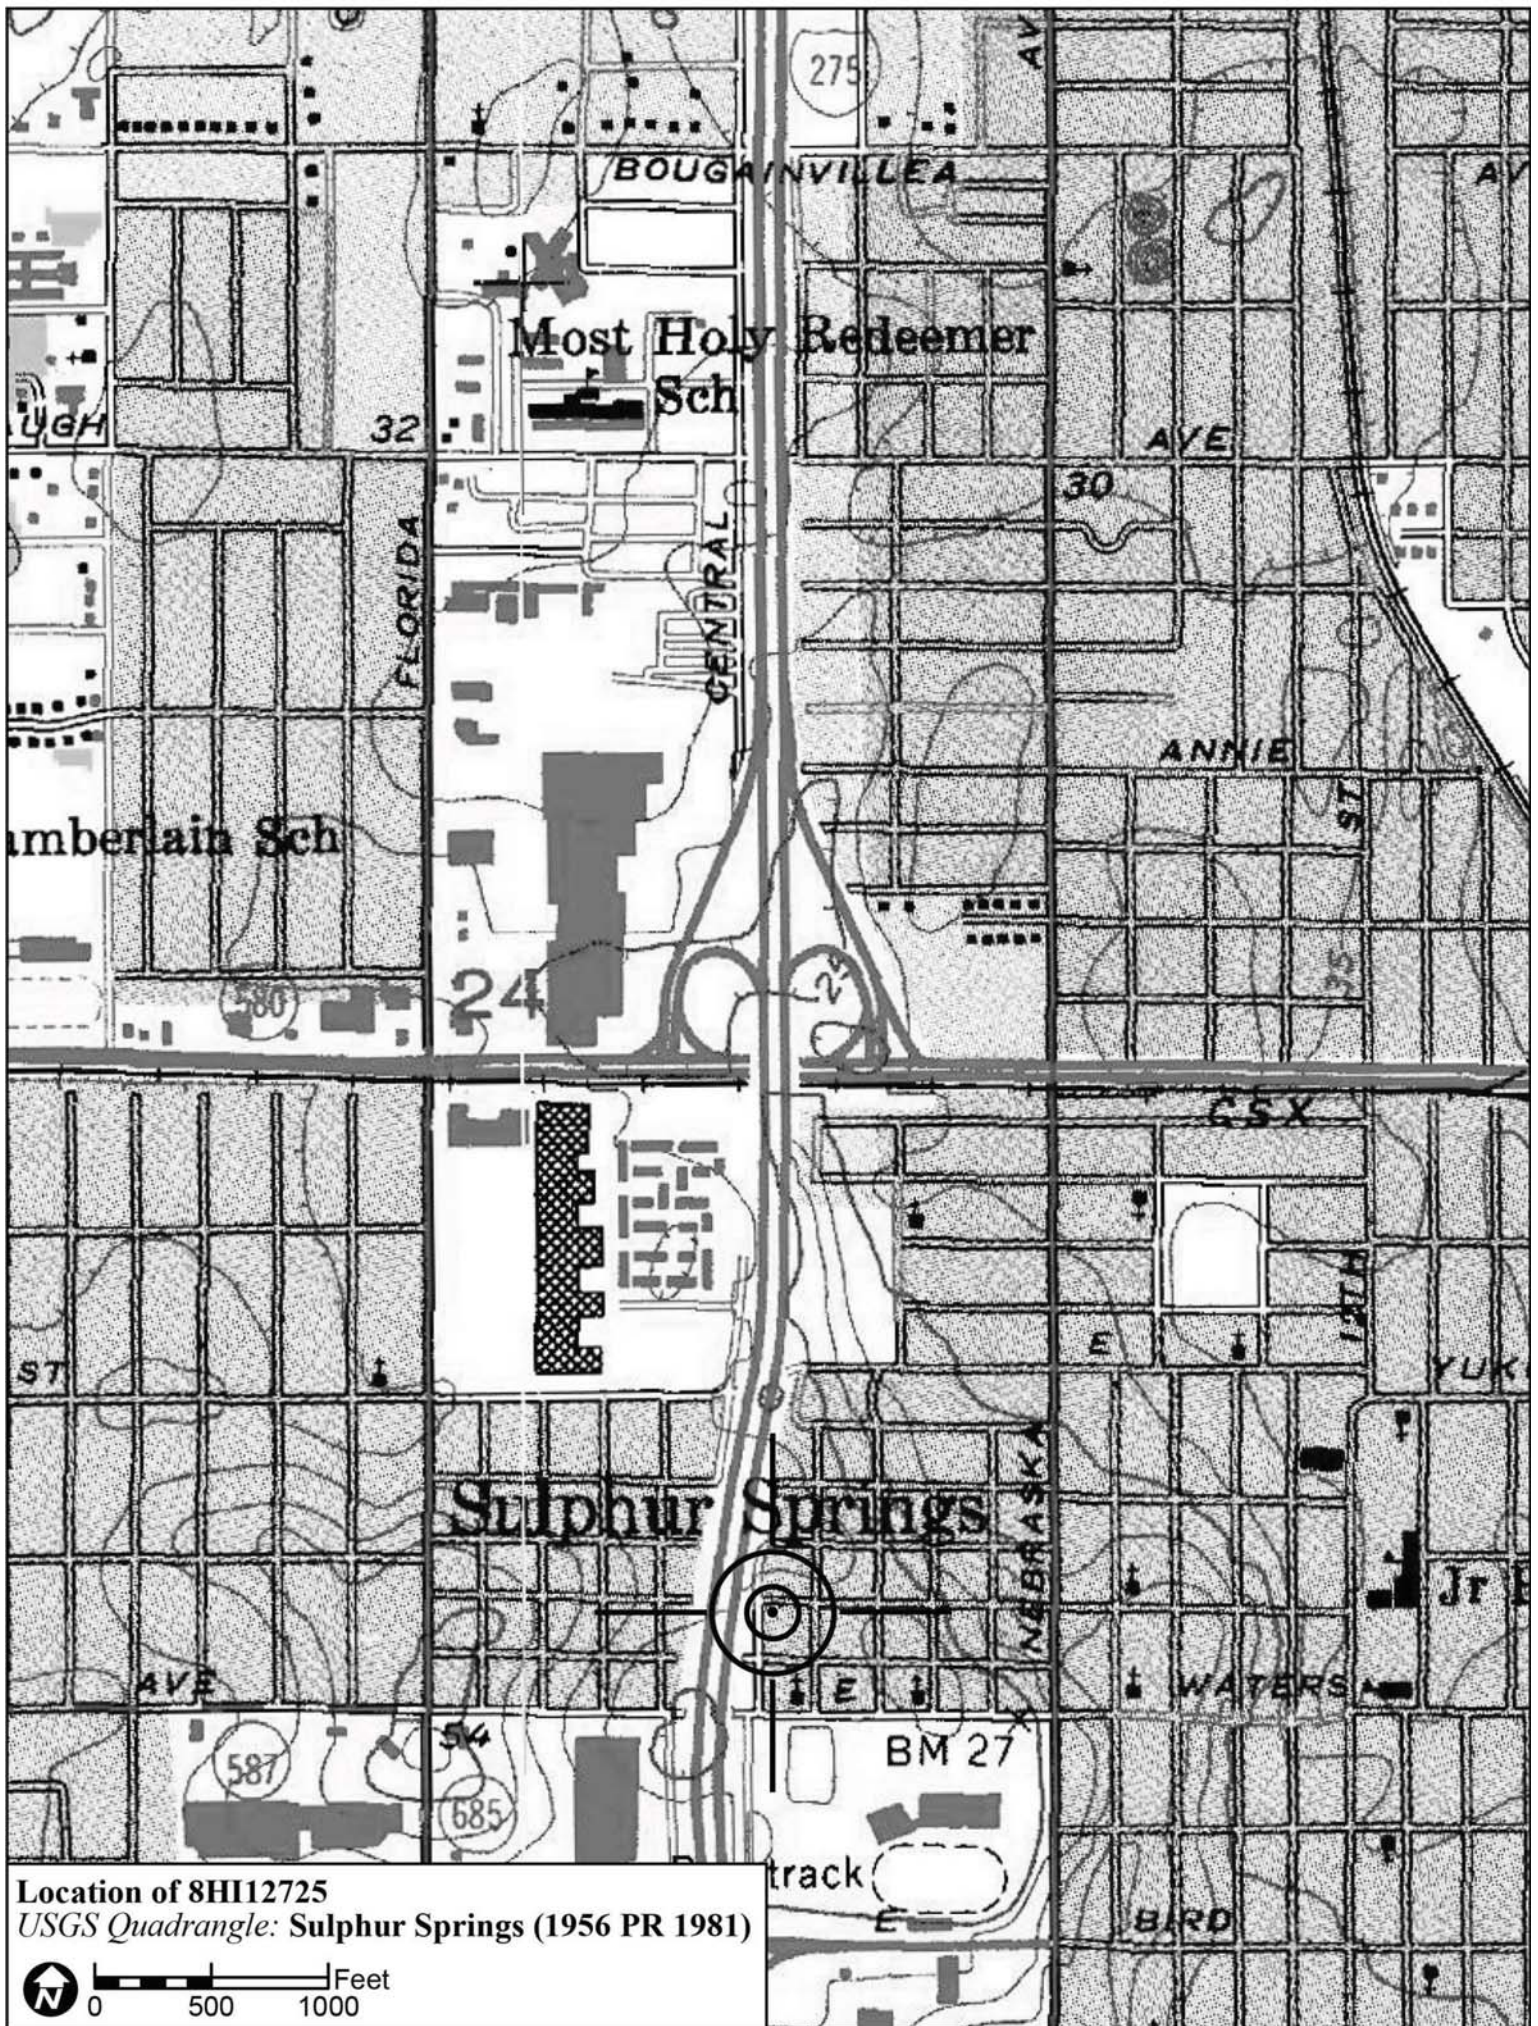 275
AV
BOUGAINVILLEA
AV
Most Holy Redeemer
Sch
UGH
32
AVE
30
FLORIDA
CENTRAL
ANNIE
ST
amberlain Sch
24
25
35
580
CSX
12TH
E
ST
YUK
Sulphur Springs
NEBRASKA
Jr
AVE
E
WATERS
54
BM 27
587
685
track
E
BIRD
Location of 8HI12725
USGS Quadrangle: Sulphur Springs (1956 PR 1981)
N
Feet
0 500 1000